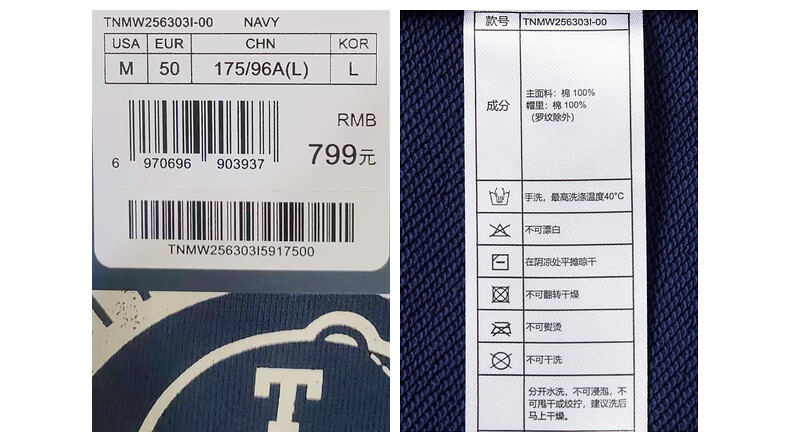 TNMW256303I-00 NAVY
USA EUR CHN KOR
M 50 175/96A(L) L
RMB
799元
6 970696 903937
TNMW256303I5917500
T
款号 TNMW256303I-00
成分
主面料：棉 100%
帽里：棉 100%
（罗纹除外）
手洗，最高洗涤温度40°C
不可漂白
在阴凉处平摊晾干
不可翻转干燥
不可熨烫
不可干洗
分开水洗，不可浸泡，不
可甩干或绞拧，建议洗后
马上干燥。